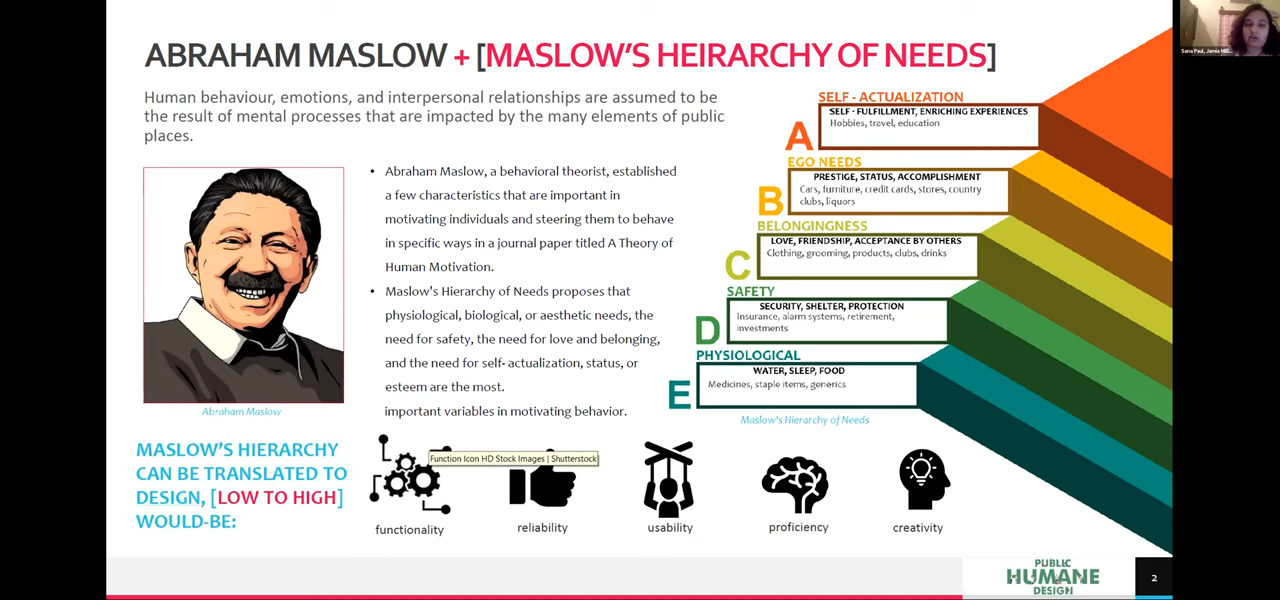 ABRAHAM MASLOW + [MASLOW'S HEIRARCHY OF NEEDS]
Human behaviour, emotions, and interpersonal relationships are assumed to be
the result of mental processes that are impacted by the many elements of public
places.
Abraham Maslow
• Abraham Maslow, a behavioral theorist, established
a few characteristics that are important in
motivating individuals and steering them to behave
in specific ways in a journal paper titled A Theory of
Human Motivation.
• Maslow's Hierarchy of Needs proposes that
physiological, biological, or aesthetic needs, the
need for safety, the need for love and belonging,
and the need for self- actualization, status, or
esteem are the most.
important variables in motivating behavior.
SELF - ACTUALIZATION
A
SELF - FULFILLMENT, ENRICHING EXPERIENCES
Hobbies, travel, education
EGO NEEDS
B
PRESTIGE, STATUS, ACCOMPLISHMENT
Cars, furniture, credit cards, stores, country
clubs, liquors
BELONGINGNESS
C
LOVE, FRIENDSHIP, ACCEPTANCE BY OTHERS
Clothing, grooming, products, clubs, drinks
SAFETY
D
SECURITY, SHELTER, PROTECTION
Insurance, alarm systems, retirement,
investments
PHYSIOLOGICAL
E
WATER, SLEEP, FOOD
Medicines, staple items, generics
Maslow's Hierarchy of Needs
MASLOW'S HIERARCHY
CAN BE TRANSLATED TO
DESIGN, [LOW TO HIGH]
WOULD-BE:
Function Icon HD Stock Images | Shutterstock
functionality
reliability
usability
proficiency
creativity
PUBLIC
HUMANE
DESIGN
2
Sana Paul, Jamia